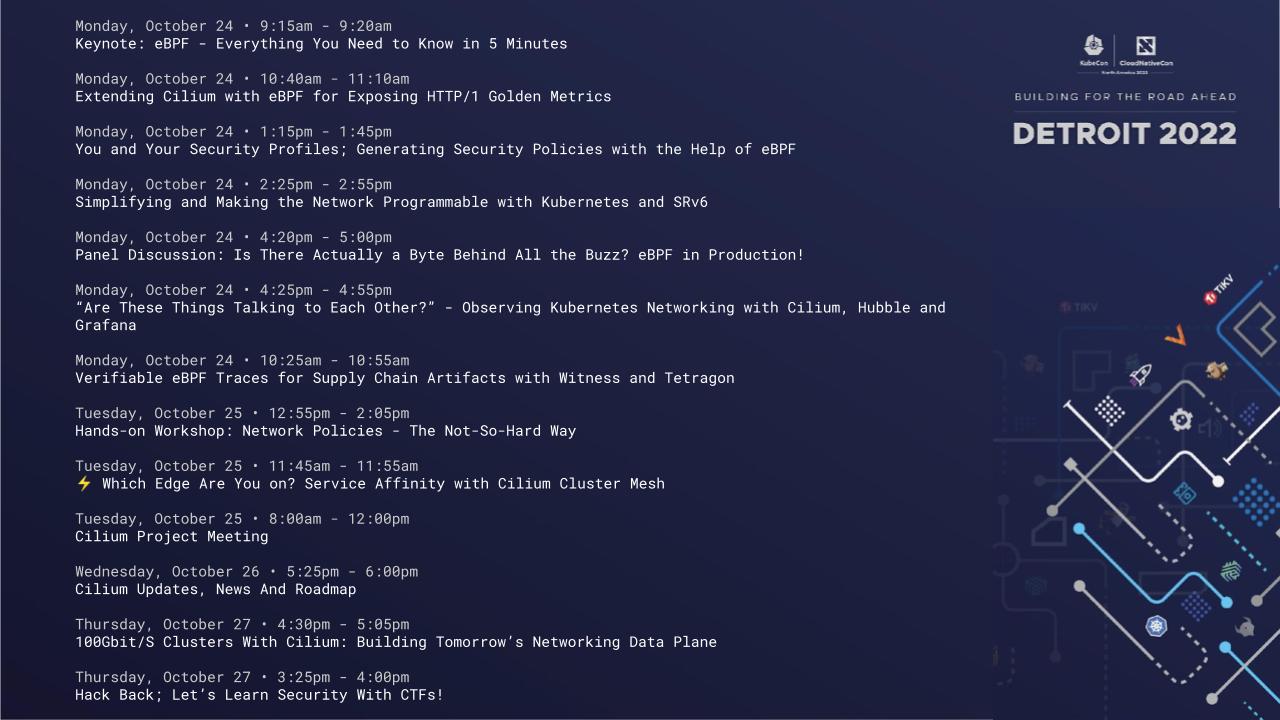 Monday, October 24 • 9:15am - 9:20am
Keynote: eBPF - Everything You Need to Know in 5 Minutes
Monday, October 24 • 10:40am - 11:10am
Extending Cilium with eBPF for Exposing HTTP/1 Golden Metrics
Monday, October 24 • 1:15pm - 1:45pm
You and Your Security Profiles; Generating Security Policies with the Help of eBPF
Monday, October 24 • 2:25pm - 2:55pm
Simplifying and Making the Network Programmable with Kubernetes and SRv6
Monday, October 24 • 4:20pm - 5:00pm
Panel Discussion: Is There Actually a Byte Behind All the Buzz? eBPF in Production!
Monday, October 24 • 4:25pm - 4:55pm
“Are These Things Talking to Each Other?” - Observing Kubernetes Networking with Cilium, Hubble and
Grafana
Monday, October 24 • 10:25am - 10:55am
Verifiable eBPF Traces for Supply Chain Artifacts with Witness and Tetragon
Tuesday, October 25 • 12:55pm - 2:05pm
Hands-on Workshop: Network Policies - The Not-So-Hard Way
Tuesday, October 25 • 11:45am - 11:55am
⚡ Which Edge Are You on? Service Affinity with Cilium Cluster Mesh
Tuesday, October 25 • 8:00am - 12:00pm
Cilium Project Meeting
Wednesday, October 26 • 5:25pm - 6:00pm
Cilium Updates, News And Roadmap
Thursday, October 27 • 4:30pm - 5:05pm
100Gbit/S Clusters With Cilium: Building Tomorrow’s Networking Data Plane
Thursday, October 27 • 3:25pm - 4:00pm
Hack Back; Let’s Learn Security With CTFs!
KubeCon CloudNativeCon
North America 2022
BUILDING FOR THE ROAD AHEAD
DETROIT 2022
TiKV
TiKV